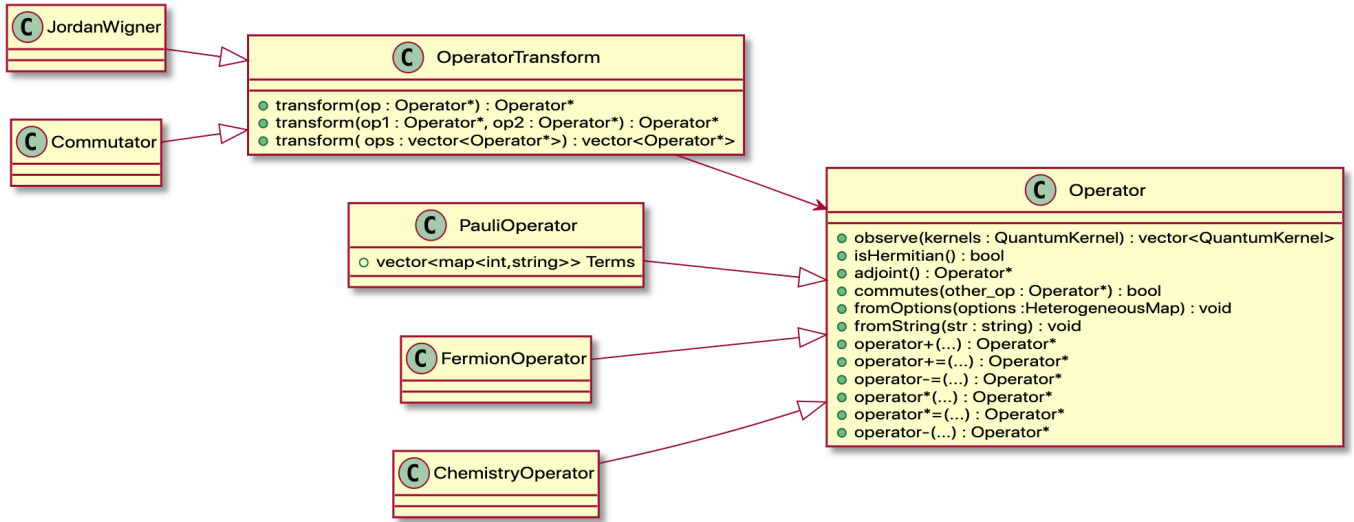 C JordanWigner
C OperatorTransform
transform(op : Operator*) : Operator*
transform(op1 : Operator*, op2 : Operator*) : Operator*
transform( ops : vector<Operator*>) : vector<Operator*>
C Commutator
C Operator
observe(kernels : QuantumKernel) : vector<QuantumKernel>
isHermitian() : bool
adjoint() : Operator*
commutes(other_op : Operator*) : bool
fromOptions(options :HeterogeneousMap) : void
fromString(str : string) : void
operator+(...) : Operator*
operator+=(...) : Operator*
operator-=(...) : Operator*
operator*(...) : Operator*
operator*=(...) : Operator*
operator-(...) : Operator*
C PauliOperator
vector<map<int,string>> Terms
C FermionOperator
C ChemistryOperator